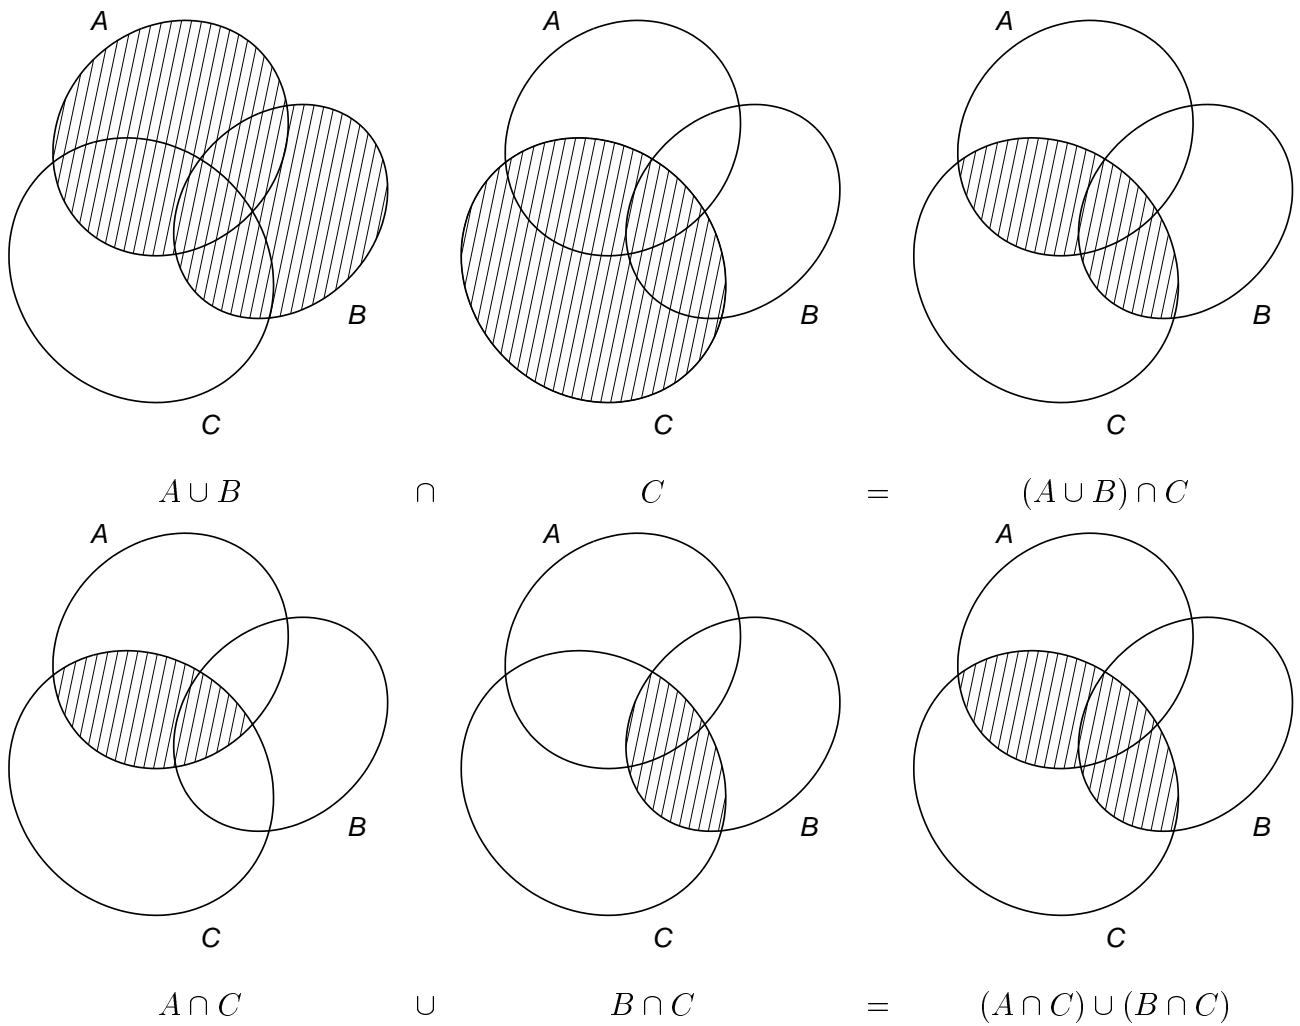 A A A
B B B
C C C
A ∪ B ∩ C = (A ∪ B) ∩ C
A A A
B B B
C C C
A ∩ C ∪ B ∩ C = (A ∩ C) ∪ (B ∩ C)